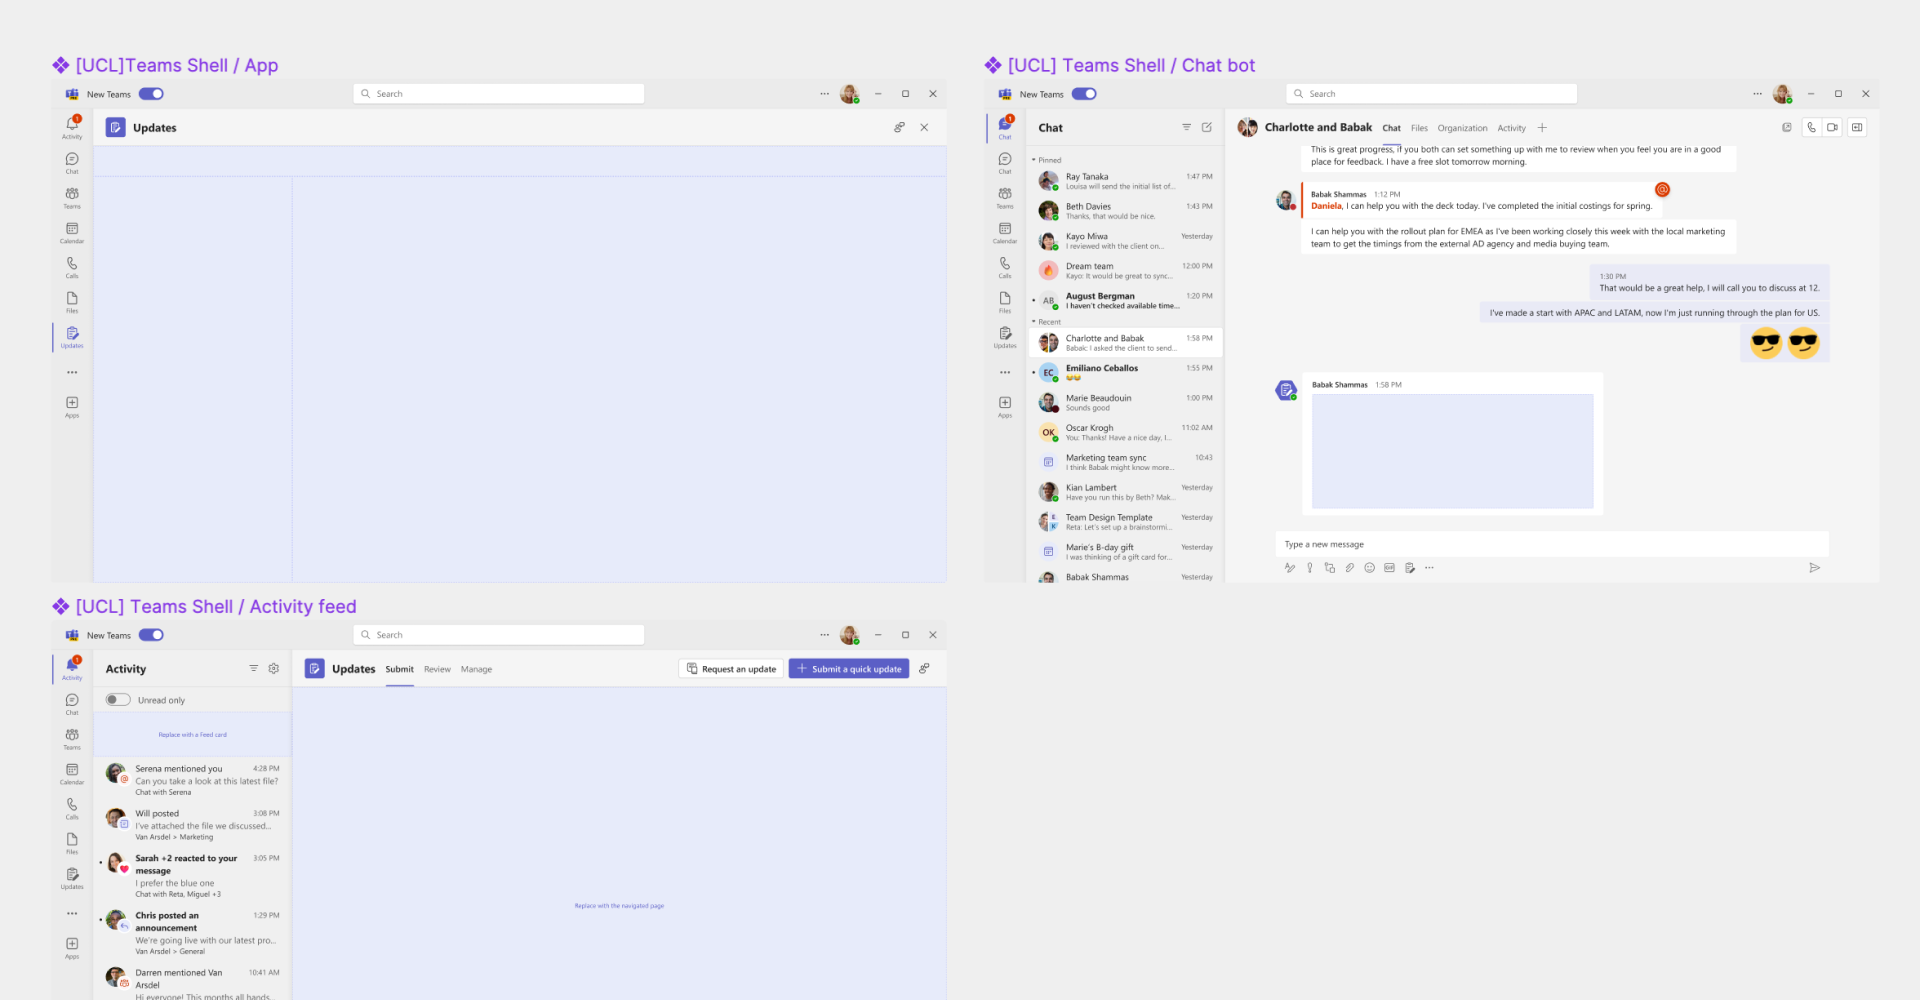 [UCL]Teams Shell / App
New Teams
Search
Activity
Chat
Teams
Calendar
Calls
Files
Updates
Apps
1
Updates
[UCL] Teams Shell / Chat bot
New Teams
Search
1
Chat
Chat
Teams
Calendar
Calls
Files
Updates
Apps
Chat
Pinned
Ray Tanaka 1:47 PM
Louisa will send the initial list of...
Beth Davies 1:43 PM
Thanks, that would be nice.
Kayo Miwa Yesterday
I reviewed with the client on...
Dream team 12:00 PM
Kayo: It would be great to sync...
AB
August Bergman 1:20 PM
I haven't checked available time...
Recent
Charlotte and Babak 1:58 PM
Babak: I asked the client to send...
EC
Emiliano Ceballos 1:55 PM
Marie Beaudouin 1:00 PM
Sounds good
OK
Oscar Krogh 11:02 AM
You: Thanks! Have a nice day, I...
Marketing team sync 10:43
I think Babak might know more...
Kian Lambert Yesterday
Have you run this by Beth? Mak...
Team Design Template Yesterday
Reta: Let's set up a brainstormi...
Marie's B-day gift Yesterday
I was thinking of a gift card for...
Babak Shammas Yesterday
Charlotte and Babak Chat Files Organization Activity
This is great progress, if you both can set something up with me to review when you feel you are in a good
place for feedback. I have a free slot tomorrow morning.
Babak Shammas 1:12 PM
Daniela, I can help you with the deck today. I've completed the initial costings for spring.
I can help you with the rollout plan for EMEA as I've been working closely this week with the local marketing
team to get the timings from the external AD agency and media buying team.
1:30 PM
That would be a great help, I will call you to discuss at 12.
I've made a start with APAC and LATAM, now I'm just running through the plan for US.
Babak Shammas 1:58 PM
Type a new message
GIF
[UCL] Teams Shell / Activity feed
New Teams
Search
1
Activity
Chat
Teams
Calendar
Calls
Files
Updates
Apps
Activity
Unread only
Replace with a Feed card
Serena mentioned you 4:28 PM
Can you take a look at this latest file?
Chat with Serena
Will posted 3:08 PM
I've attached the file we discussed...
Van Arsdel > Marketing
Sarah +2 reacted to your 3:05 PM
message
I prefer the blue one
Chat with Reta, Miguel +3
Chris posted an 1:29 PM
announcement
We're going live with our latest pro...
Van Arsdel > General
Darren mentioned Van 10:41 AM
Arsdel
Hi everyone! This months all hands...
Updates Submit Review Manage
Request an update
Submit a quick update
Replace with the navigated page